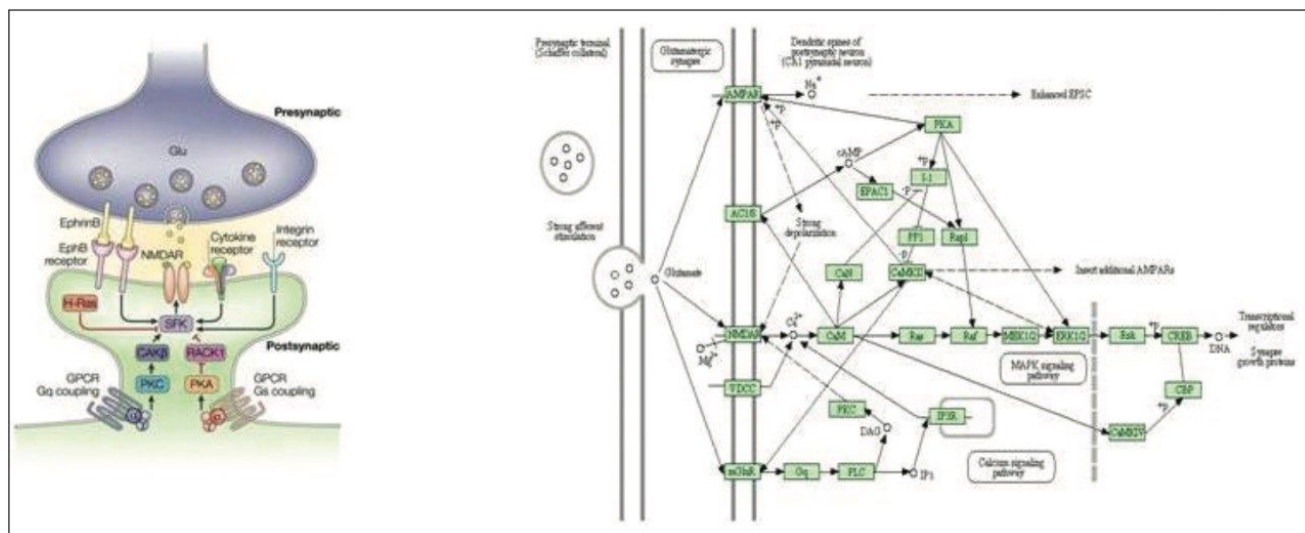 Presynaptic
Glu
EphrinB
EphB
receptor
NMDAR
Cytokine
receptor
Integrin
receptor
H-Ras
SFK
Postsynaptic
CAKβ
RACK1
GPCR
Gq coupling
PKC
PKA
GPCR
Gs coupling
Presynaptic terminal
(Schaffer collateral)
Glutamatergic
synapse
Dendritic spines of
postsynaptic neuron
(CA1 pyramidal neuron)
AMPAR
Na+
Enhanced EPSC
+P
+P
PKA
cAMP
+P
I-1
EPAC1
-P
AC1/8
Strong
depolarization
Strong afferent
stimulation
PP1
Rap1
-P
CaN
CaMKII
Insert additional AMPARs
Glutamate
NMDAR
Ca2+
CaM
Ras
Raf
MEK1/2
ERK1/2
Rsk
+P
CREB
DNA
Transcriptional
regulators
Synapse
growth proteins
Mg2+
MAPK signaling
pathway
VDCC
CBP
+P
PKC
DAG
IP3R
CaMKIV
Calcium signaling
pathway
mGluR
Gq
PLC
IP3